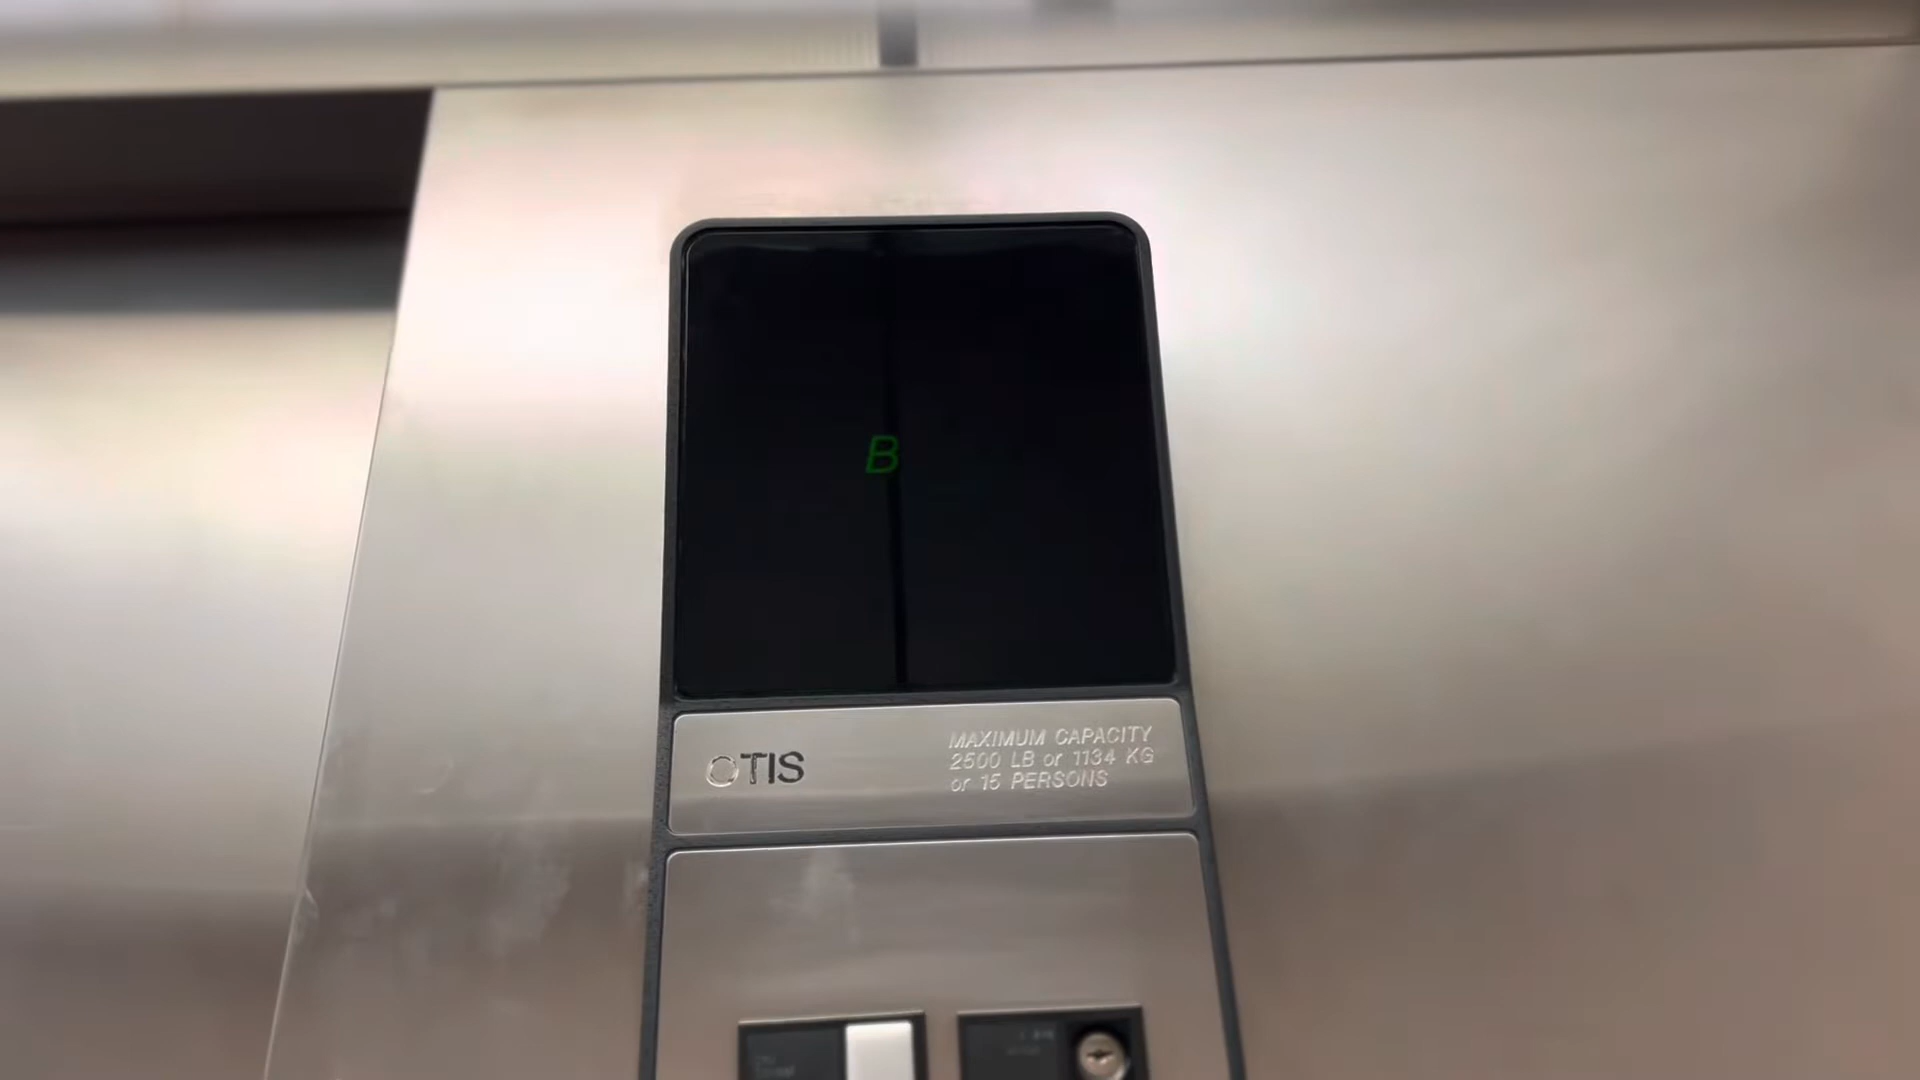 B
OTIS
MAXIMUM CAPACITY
2500 LB or 1134 KG
or 15 PERSONS